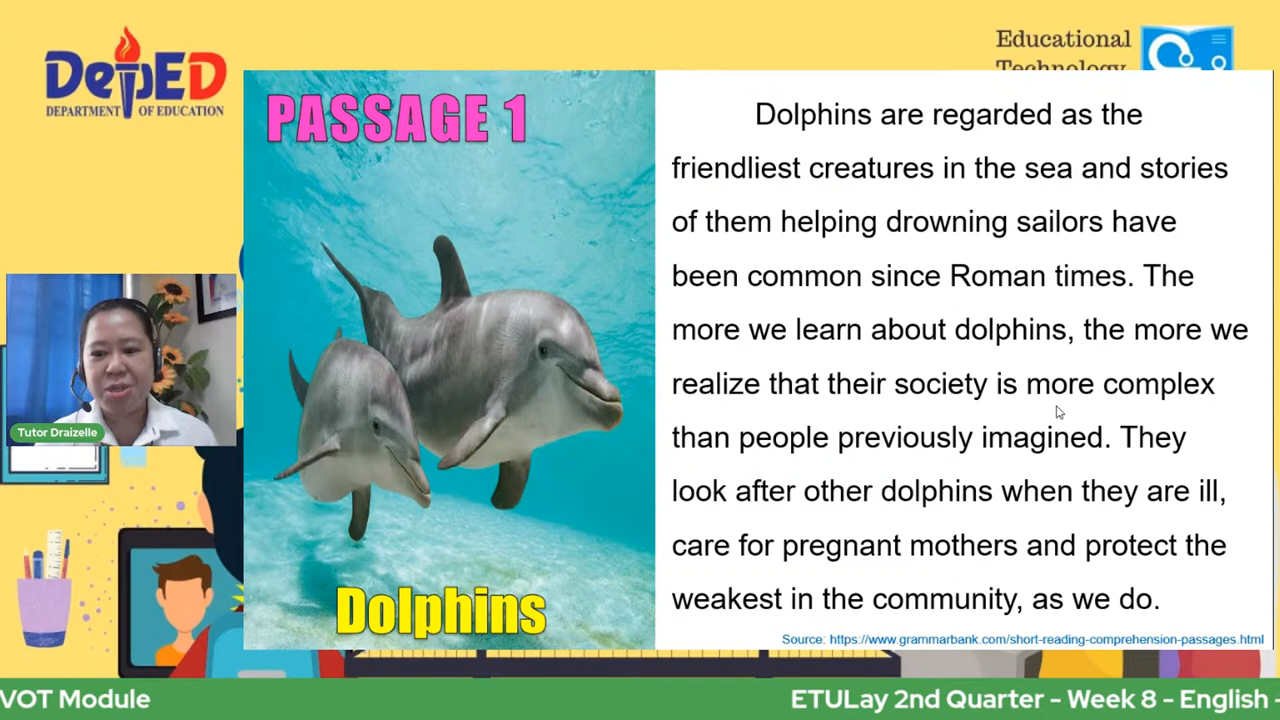 DepED
DEPARTMENT OF EDUCATION
Educational
Technology
PASSAGE 1
Dolphins
Dolphins are regarded as the
friendliest creatures in the sea and stories
of them helping drowning sailors have
been common since Roman times. The
more we learn about dolphins, the more we
realize that their society is more complex
than people previously imagined. They
look after other dolphins when they are ill,
care for pregnant mothers and protect the
weakest in the community, as we do.
Source: https://www.grammarbank.com/short-reading-comprehension-passages.html
Tutor Draizelle
VOT Module
ETULay 2nd Quarter - Week 8 - English -